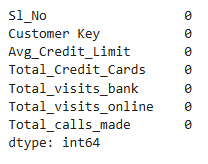 Sl_No 0
Customer Key 0
Avg_Credit_Limit 0
Total_Credit_Cards 0
Total_visits_bank 0
Total_visits_online 0
Total_calls_made 0
dtype: int64